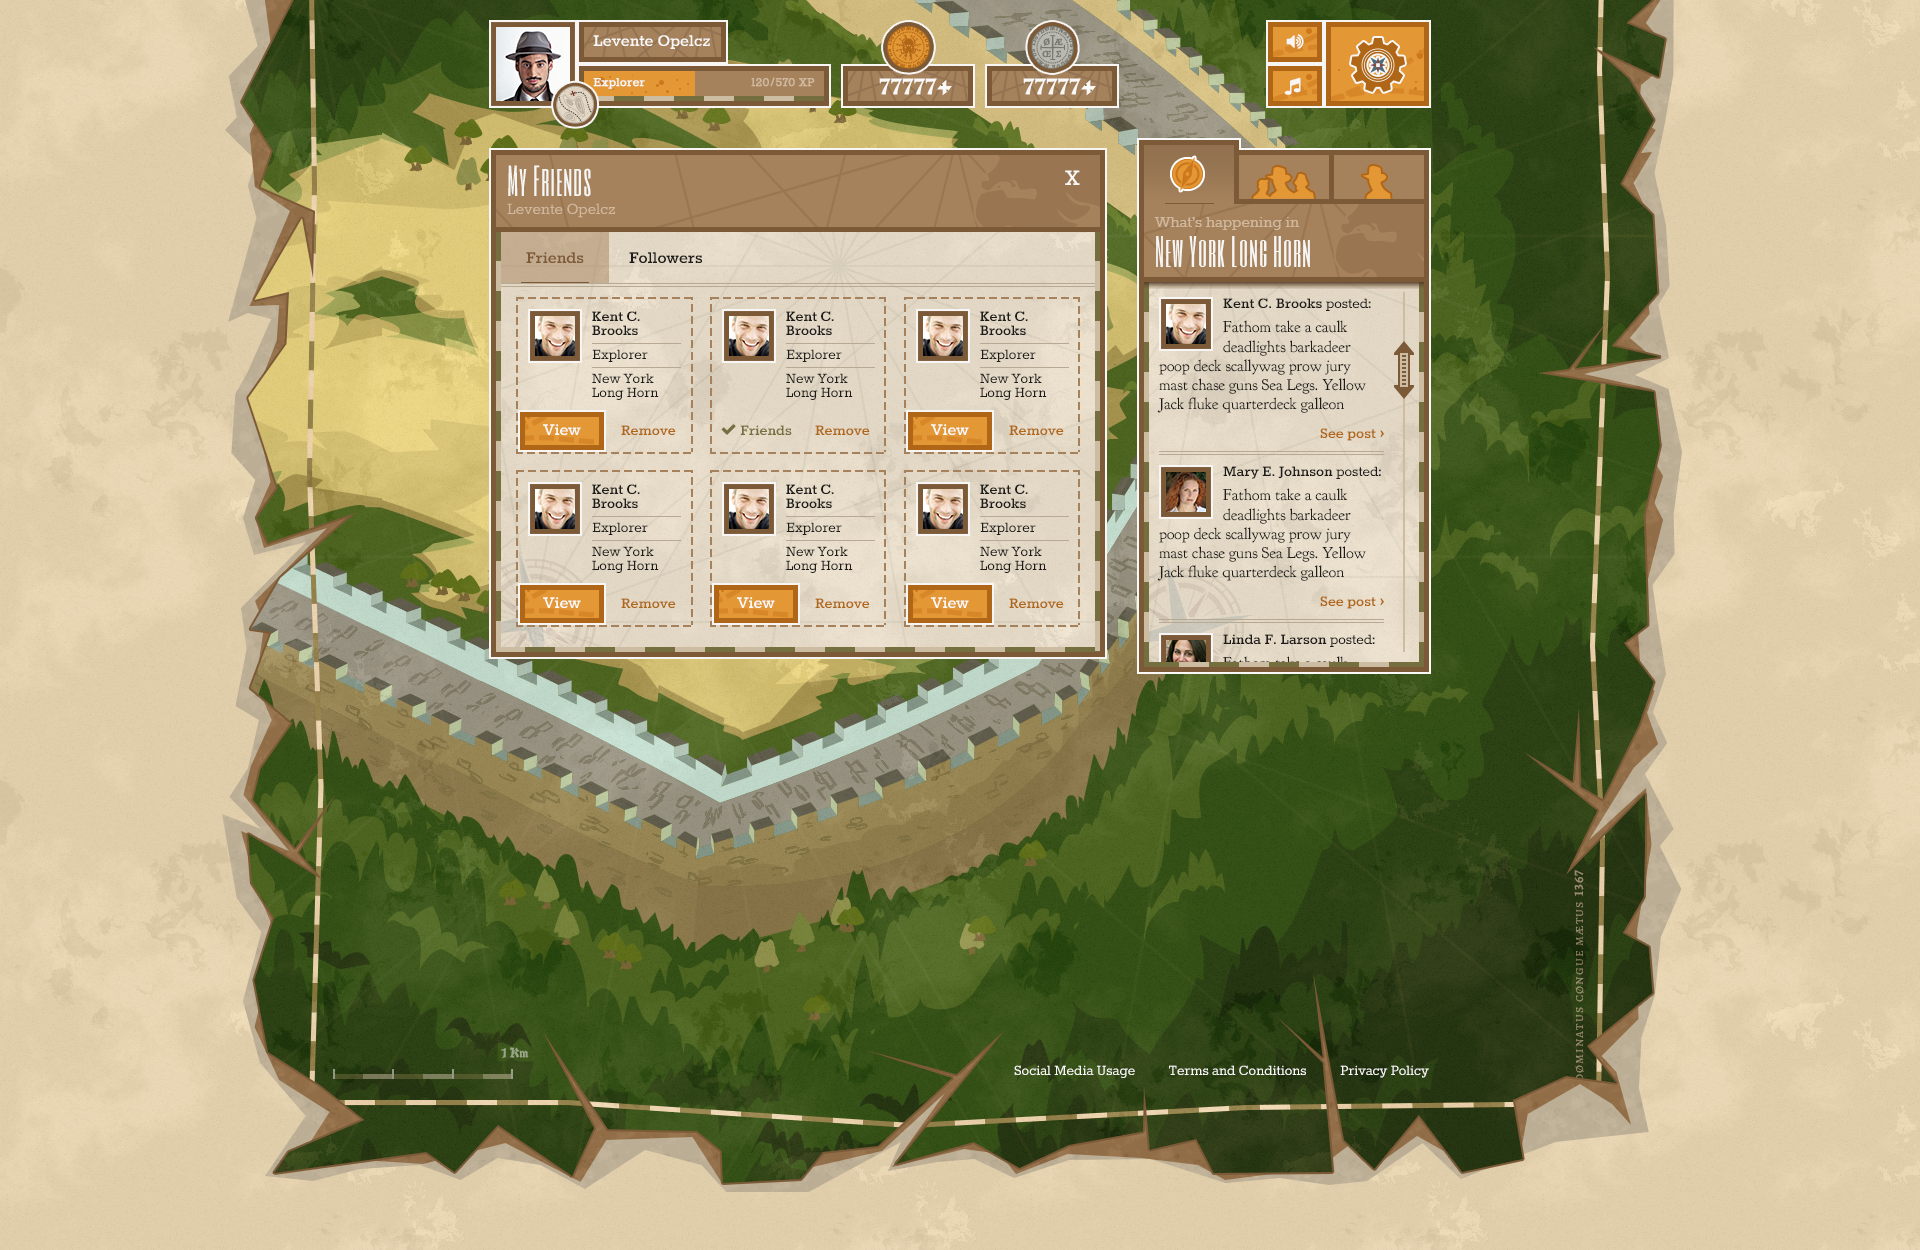 Levente Opelcz
Explorer 120/570 XP
77777+
77777+
My Friends
Levente Opelcz
X
Friends Followers
Kent C.
Brooks
Explorer
New York
Long Horn
View Remove
Kent C.
Brooks
Explorer
New York
Long Horn
Friends Remove
Kent C.
Brooks
Explorer
New York
Long Horn
View Remove
Kent C.
Brooks
Explorer
New York
Long Horn
View Remove
Kent C.
Brooks
Explorer
New York
Long Horn
View Remove
Kent C.
Brooks
Explorer
New York
Long Horn
View Remove
What's happening in
New York Long Horn
Kent C. Brooks posted:
Fathom take a caulk
deadlights barkadeer
poop deck scallywag prow jury
mast chase guns Sea Legs. Yellow
Jack fluke quarterdeck galleon
See post ›
Mary E. Johnson posted:
Fathom take a caulk
deadlights barkadeer
poop deck scallywag prow jury
mast chase guns Sea Legs. Yellow
Jack fluke quarterdeck galleon
See post ›
Linda F. Larson posted:
Fathom take a caulk
DØMINATUS CØNGUE MÆTUS 1367
1 Km
Social Media Usage Terms and Conditions Privacy Policy